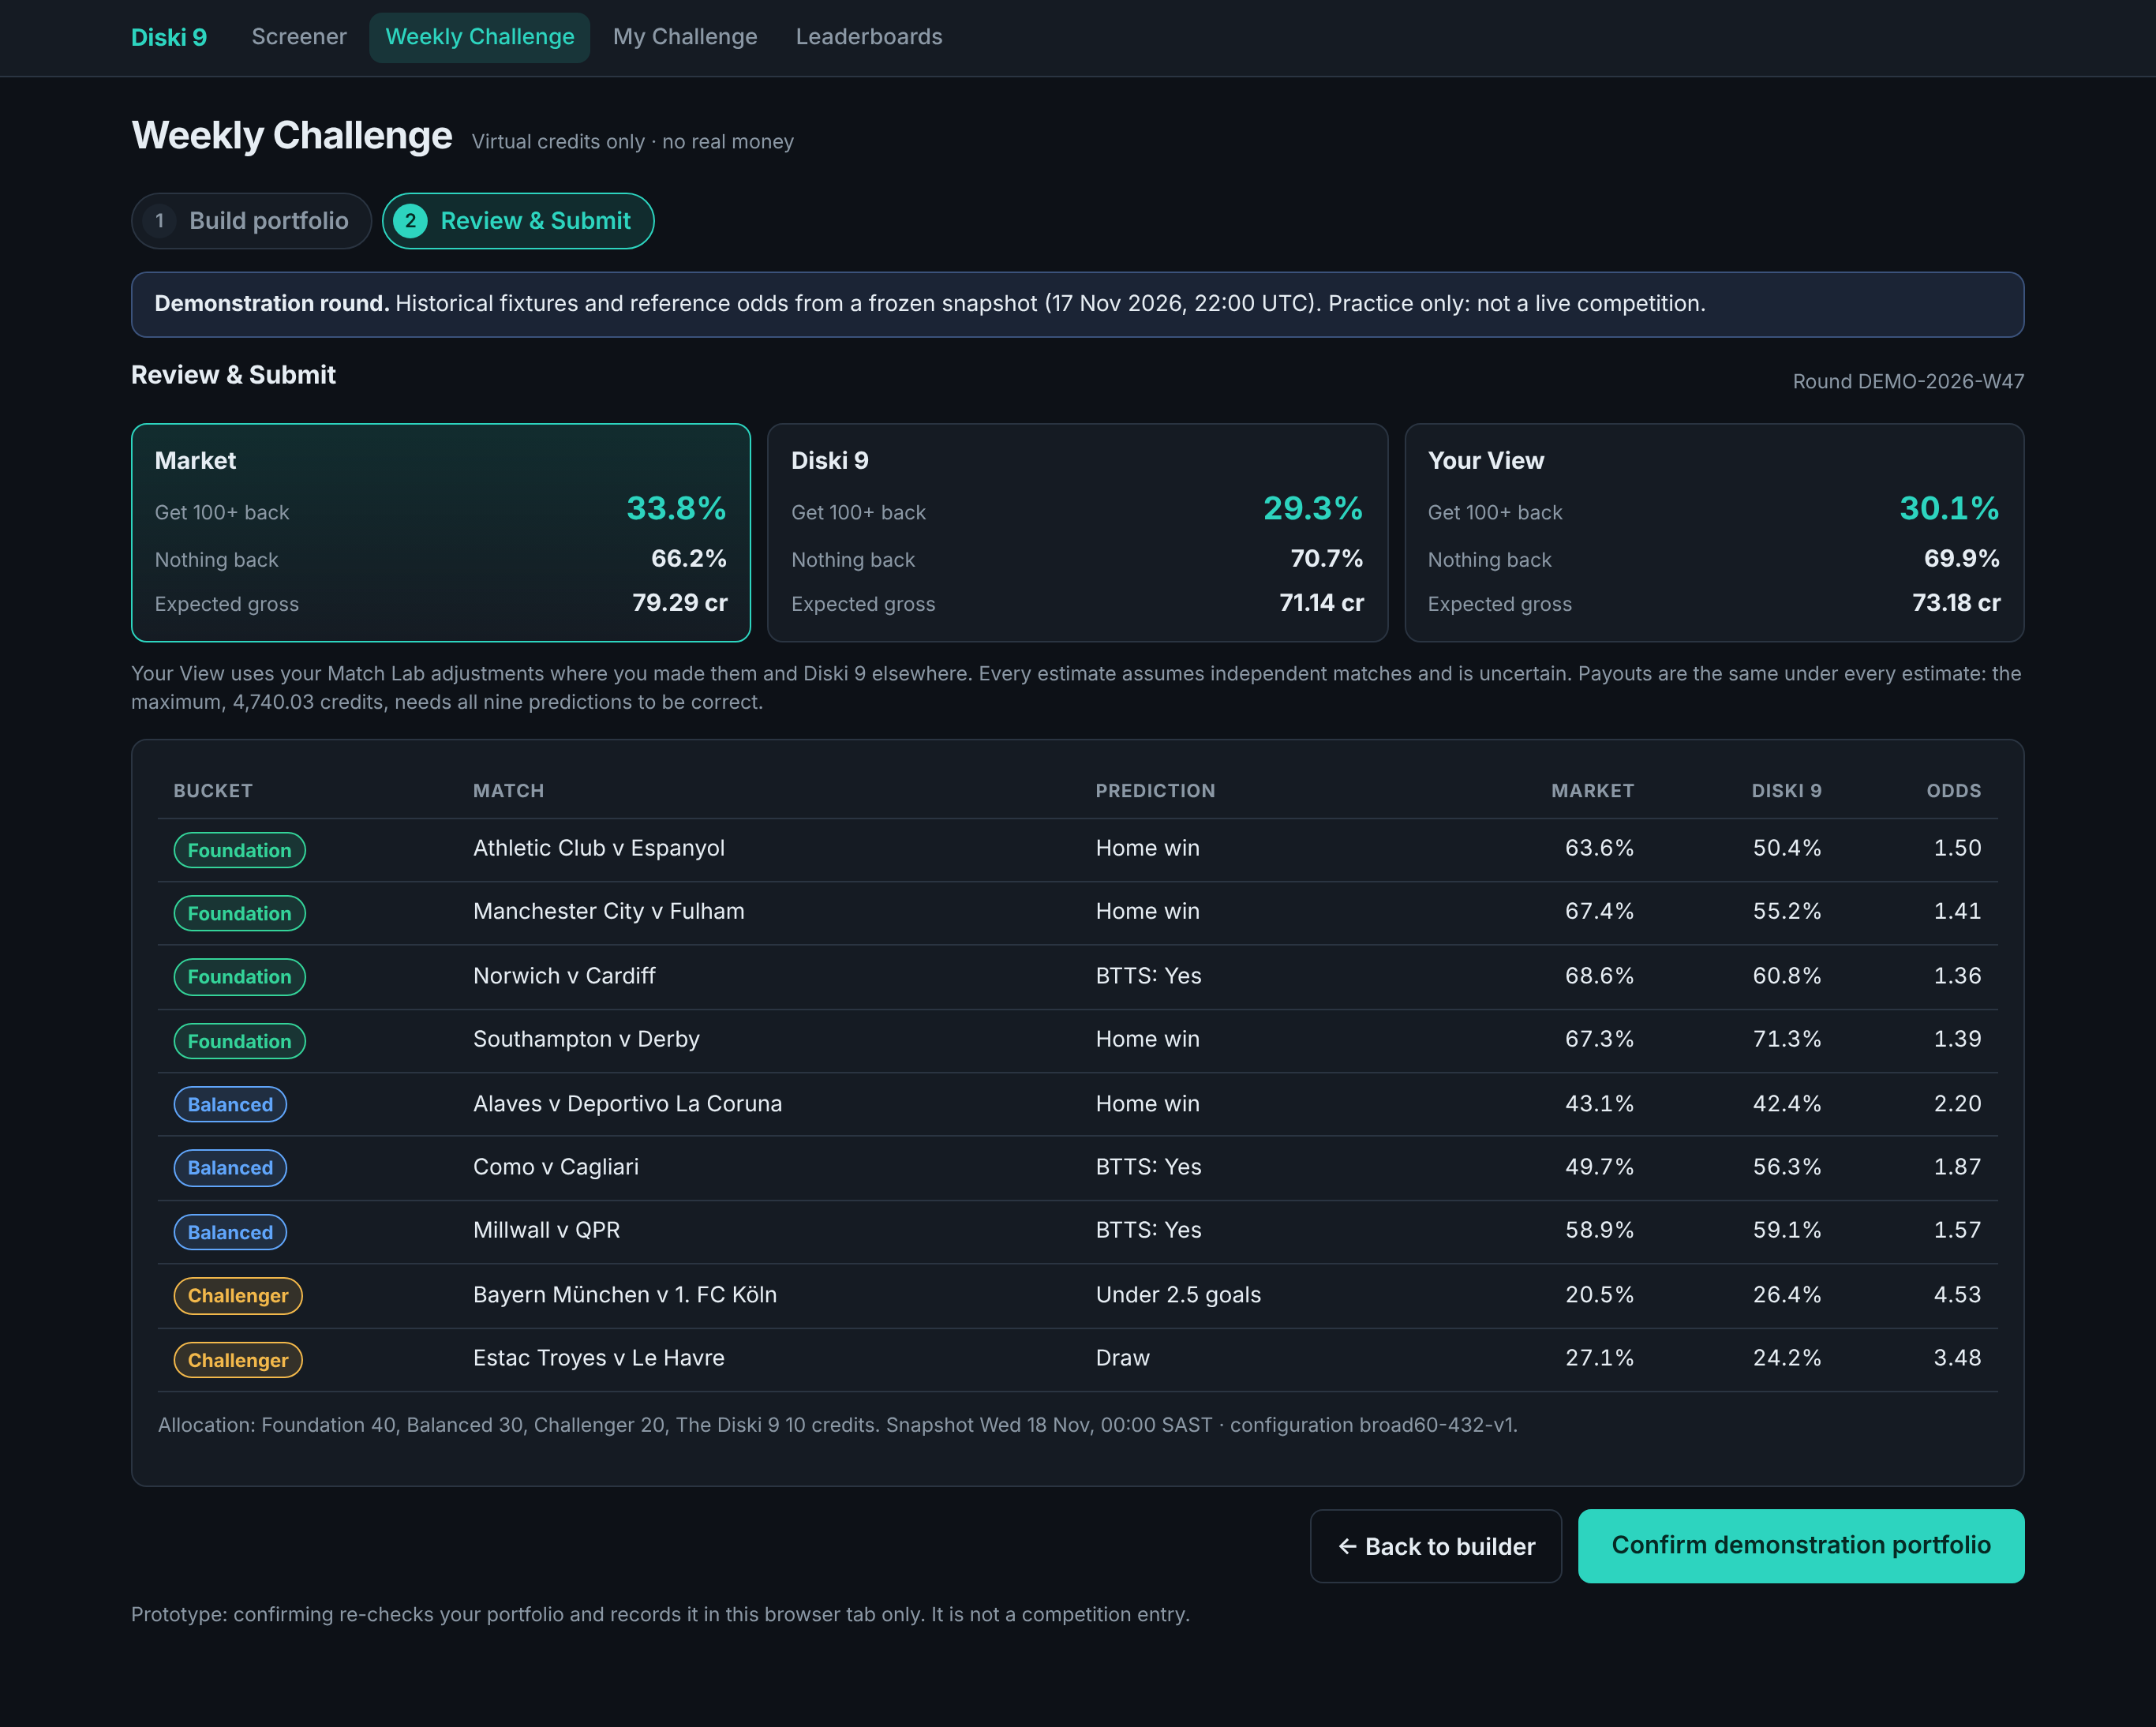 Diski 9 Screener Weekly Challenge My Challenge Leaderboards
Weekly Challenge Virtual credits only · no real money
1 Build portfolio 2 Review & Submit
Demonstration round. Historical fixtures and reference odds from a frozen snapshot (17 Nov 2026, 22:00 UTC). Practice only: not a live competition.
Review & Submit
Round DEMO-2026-W47
Market
Get 100+ back 33.8%
Nothing back 66.2%
Expected gross 79.29 cr
Diski 9
Get 100+ back 29.3%
Nothing back 70.7%
Expected gross 71.14 cr
Your View
Get 100+ back 30.1%
Nothing back 69.9%
Expected gross 73.18 cr
Your View uses your Match Lab adjustments where you made them and Diski 9 elsewhere. Every estimate assumes independent matches and is uncertain. Payouts are the same under every estimate: the
maximum, 4,740.03 credits, needs all nine predictions to be correct.
BUCKET MATCH PREDICTION MARKET DISKI 9 ODDS
Foundation Athletic Club v Espanyol Home win 63.6% 50.4% 1.50
Foundation Manchester City v Fulham Home win 67.4% 55.2% 1.41
Foundation Norwich v Cardiff BTTS: Yes 68.6% 60.8% 1.36
Foundation Southampton v Derby Home win 67.3% 71.3% 1.39
Balanced Alaves v Deportivo La Coruna Home win 43.1% 42.4% 2.20
Balanced Como v Cagliari BTTS: Yes 49.7% 56.3% 1.87
Balanced Millwall v QPR BTTS: Yes 58.9% 59.1% 1.57
Challenger Bayern München v 1. FC Köln Under 2.5 goals 20.5% 26.4% 4.53
Challenger Estac Troyes v Le Havre Draw 27.1% 24.2% 3.48
Allocation: Foundation 40, Balanced 30, Challenger 20, The Diski 9 10 credits. Snapshot Wed 18 Nov, 00:00 SAST · configuration broad60-432-v1.
← Back to builder Confirm demonstration portfolio
Prototype: confirming re-checks your portfolio and records it in this browser tab only. It is not a competition entry.